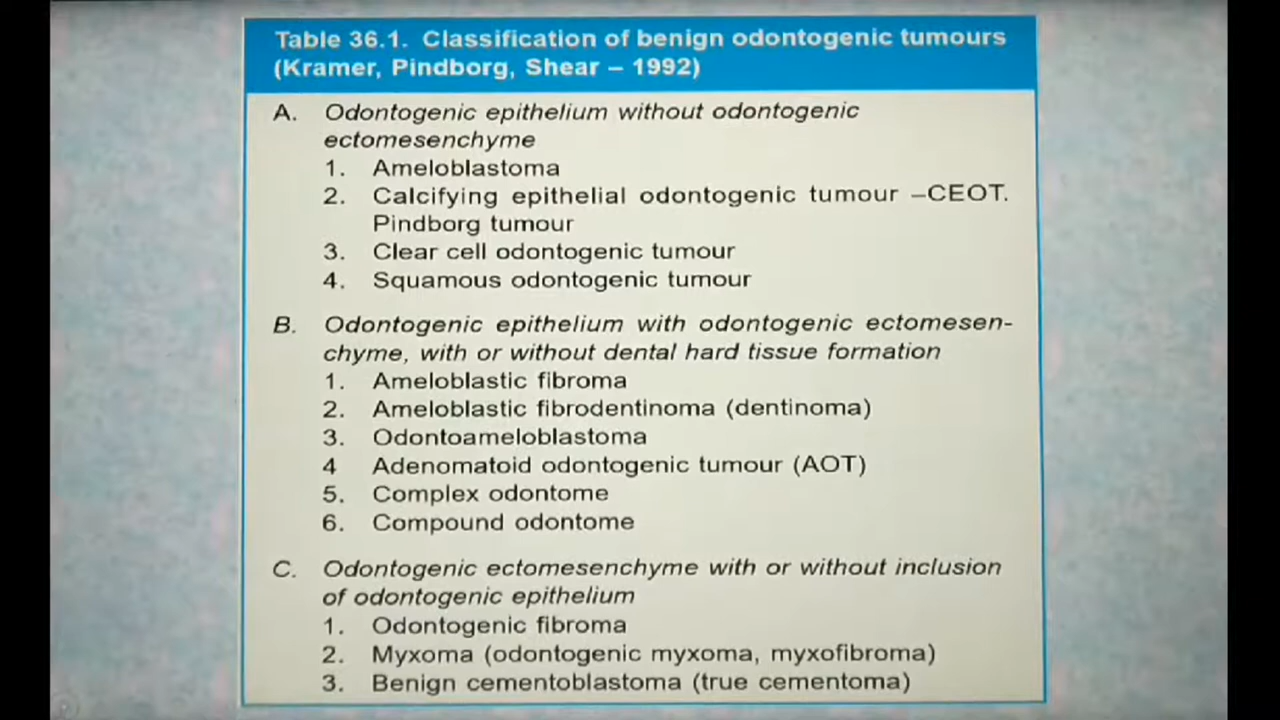 Table 36.1. Classification of benign odontogenic tumours
(Kramer, Pindborg, Shear – 1992)
A. Odontogenic epithelium without odontogenic
ectomesenchyme
1. Ameloblastoma
2. Calcifying epithelial odontogenic tumour –CEOT.
Pindborg tumour
3. Clear cell odontogenic tumour
4. Squamous odontogenic tumour
B. Odontogenic epithelium with odontogenic ectomesen-
chyme, with or without dental hard tissue formation
1. Ameloblastic fibroma
2. Ameloblastic fibrodentinoma (dentinoma)
3. Odontoameloblastoma
4 Adenomatoid odontogenic tumour (AOT)
5. Complex odontome
6. Compound odontome
C. Odontogenic ectomesenchyme with or without inclusion
of odontogenic epithelium
1. Odontogenic fibroma
2. Myxoma (odontogenic myxoma, myxofibroma)
3. Benign cementoblastoma (true cementoma)